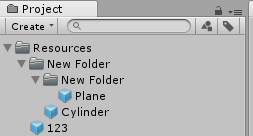 Project
Create
Resources
New Folder
New Folder
Plane
Cylinder
123